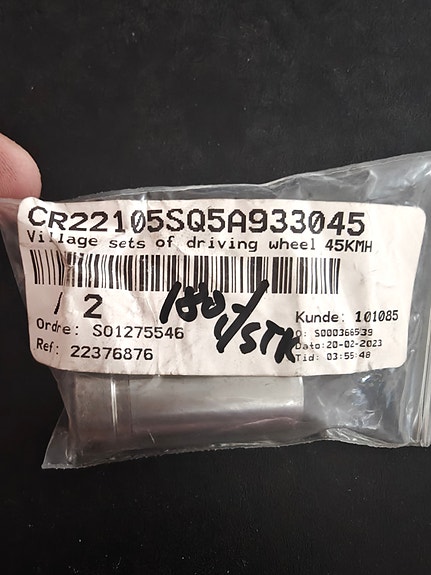 CR22105SQ5A933045
Village sets of driving wheel 45KMH
/ 2
180,-/STK
Kunde: 101085
Ordre: SO1275546
O: S000366539
Dato:20-02-2023
Ref: 22376876
Tid: 03:55:48